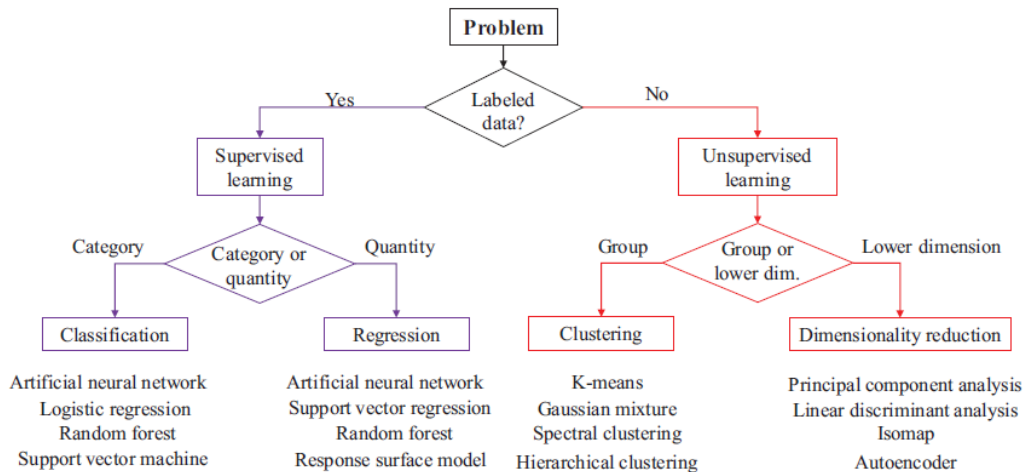 Problem
Labeled
data?
Yes
No
Supervised
learning
Unsupervised
learning
Category
Category or
quantity
Quantity
Group
Group or
lower dim.
Lower dimension
Classification
Regression
Clustering
Dimensionality reduction
Artificial neural network
Logistic regression
Random forest
Support vector machine
Artificial neural network
Support vector regression
Random forest
Response surface model
K-means
Gaussian mixture
Spectral clustering
Hierarchical clustering
Principal component analysis
Linear discriminant analysis
Isomap
Autoencoder